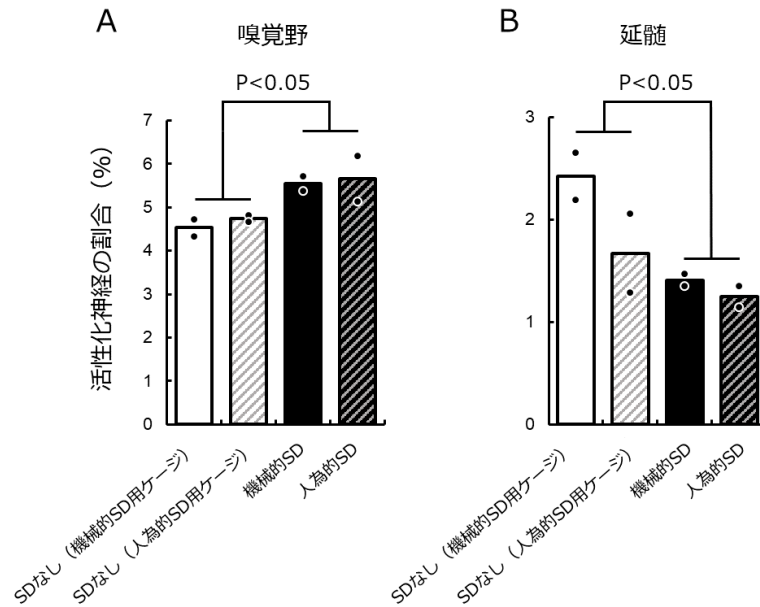 A
嗅覚野
P<0.05
活性化神経の割合（%）
7
6
5
4
3
2
1
0
SDなし（機械的SD用ケージ）
SDなし（人為的SD用ケージ）
機械的SD
人為的SD
B
延髄
P<0.05
3
2
1
0
SDなし（機械的SD用ケージ）
SDなし（人為的SD用ケージ）
機械的SD
人為的SD